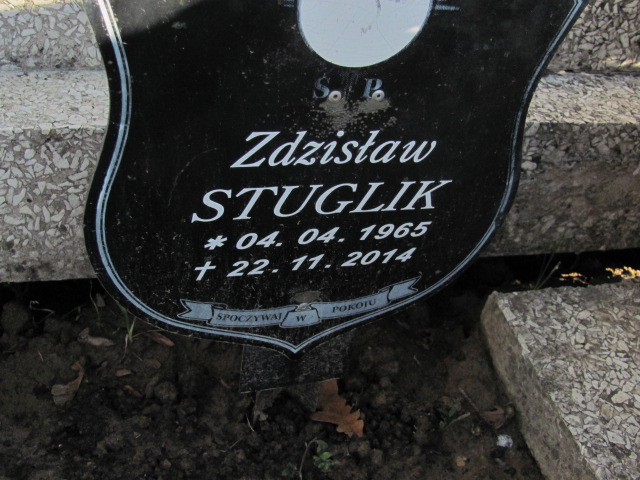 Ś. P.
Zdzisław
STUGLIK
* 04. 04. 1965
† 22. 11. 2014
SPOCZYWAJ W POKOJU